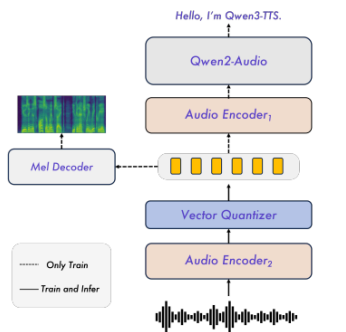 Hello, I'm Qwen3-TTS.
Qwen2-Audio
Audio Encoder₁
Mel Decoder
Vector Quantizer
Only Train
Train and Infer
Audio Encoder₂